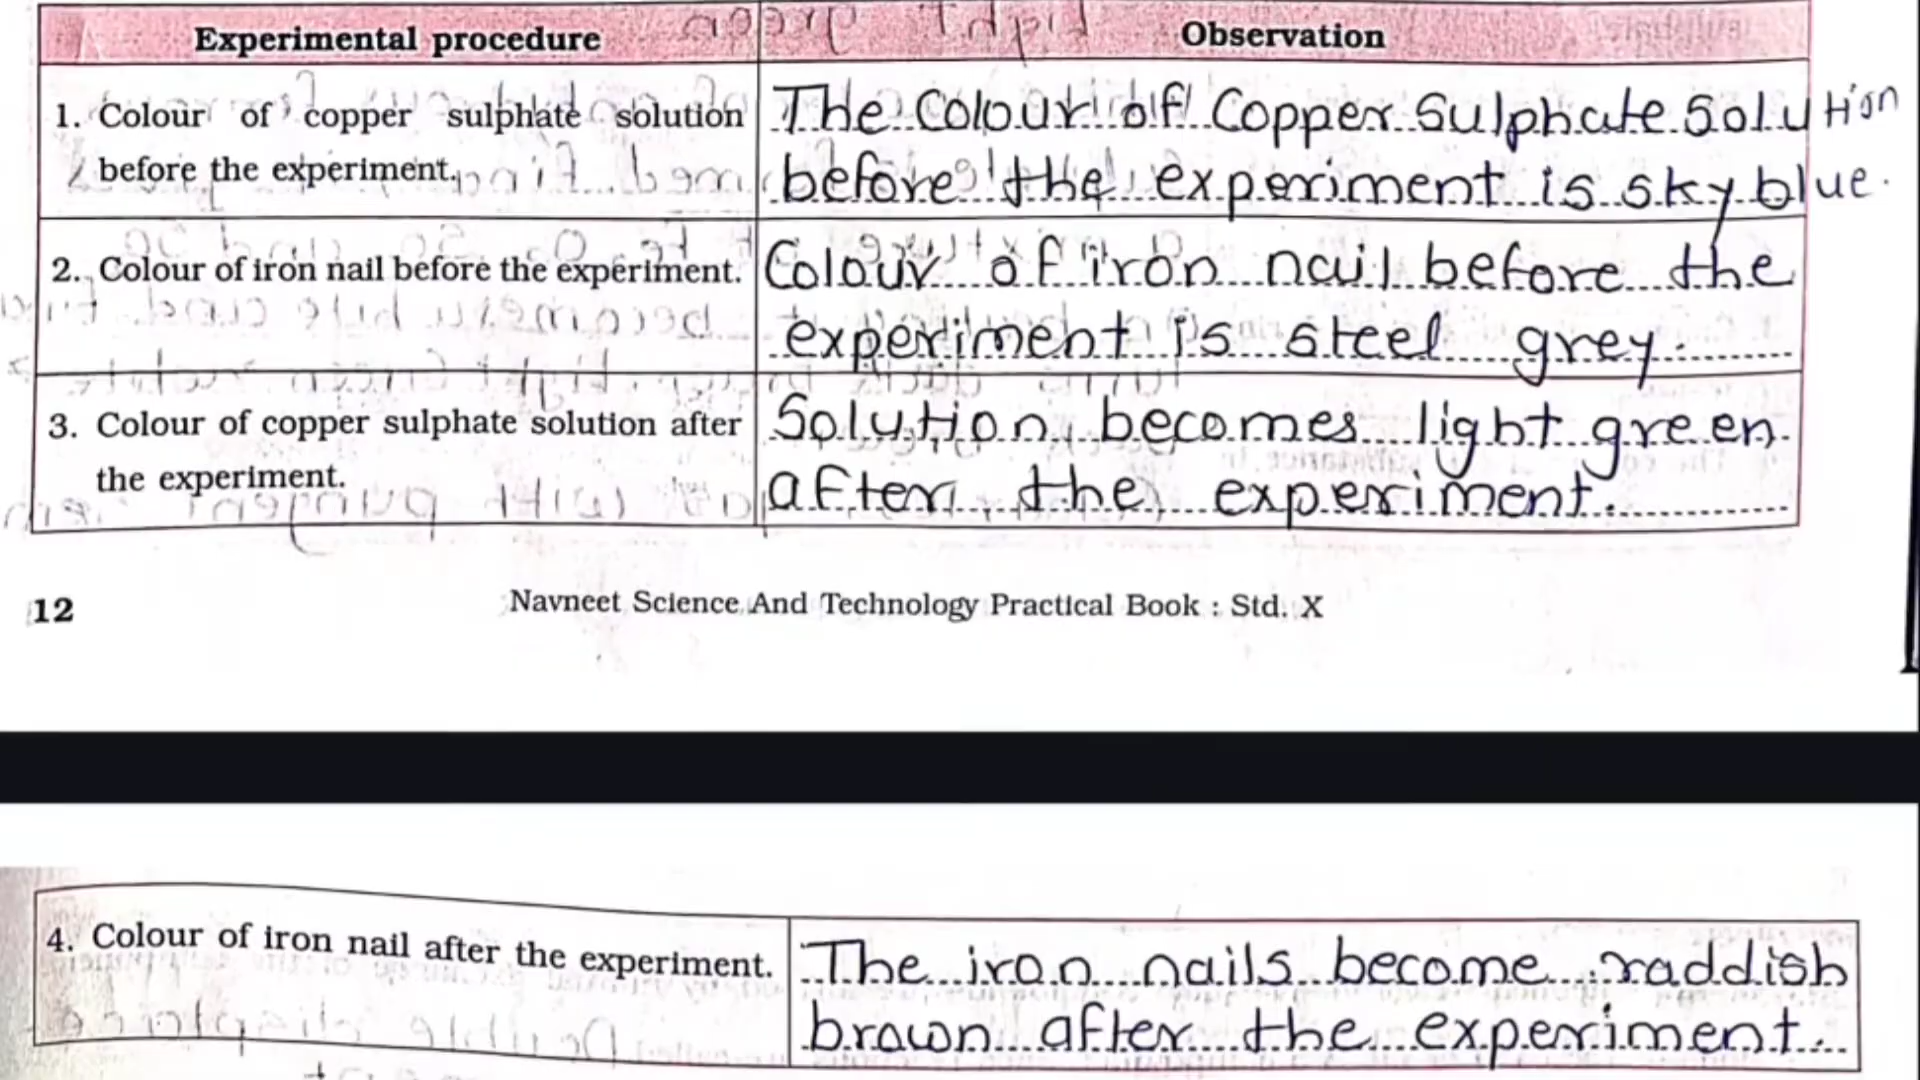 Experimental procedure
Observation
1. Colour of copper sulphate solution
before the experiment.
The Colour of Copper Sulphate Solution
before the experiment is sky blue.
2. Colour of iron nail before the experiment.
Colour of iron nail before the
experiment is steel grey.
3. Colour of copper sulphate solution after
the experiment.
Solution becomes light green
after the experiment.
12
Navneet Science And Technology Practical Book : Std. X
4. Colour of iron nail after the experiment.
The iron nails become raddish
brown after the experiment.